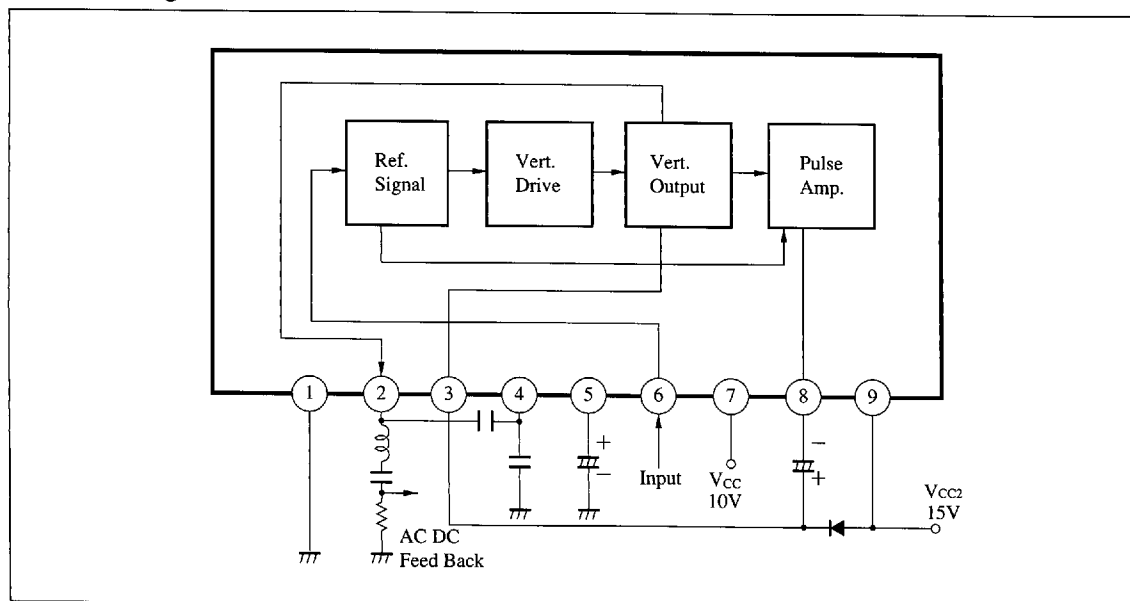 Ref.
Signal
Vert.
Drive
Vert.
Output
Pulse
Amp.
1 2 3 4 5 6 7 8 9
+
−
Input
VCC
10V
−
+
VCC2
15V
AC DC
Feed Back